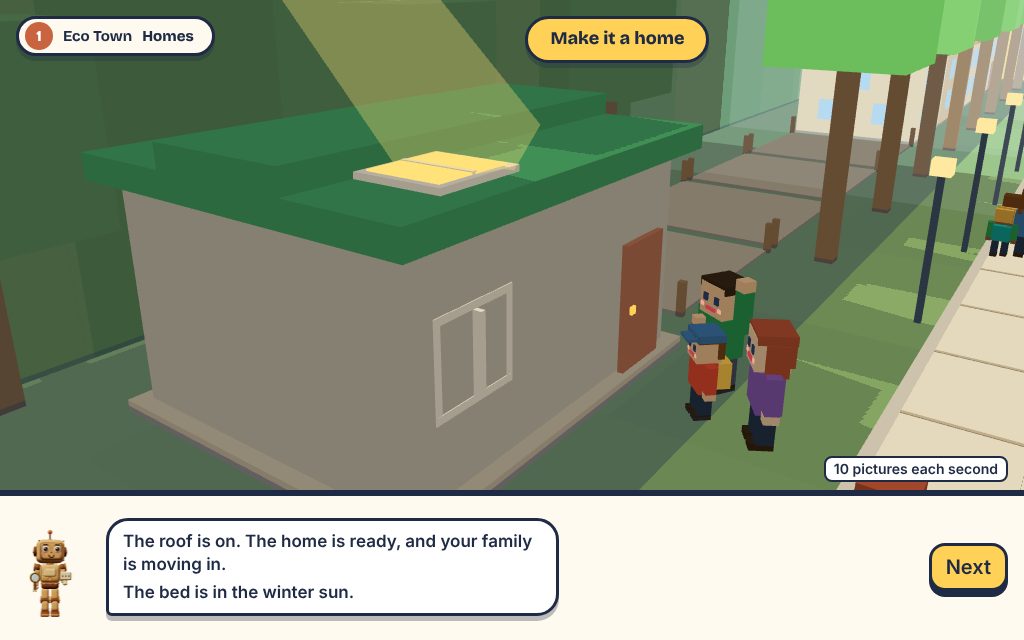 1 Eco Town Homes
Make it a home
10 pictures each second
The roof is on. The home is ready, and your family
is moving in.
The bed is in the winter sun.
Next